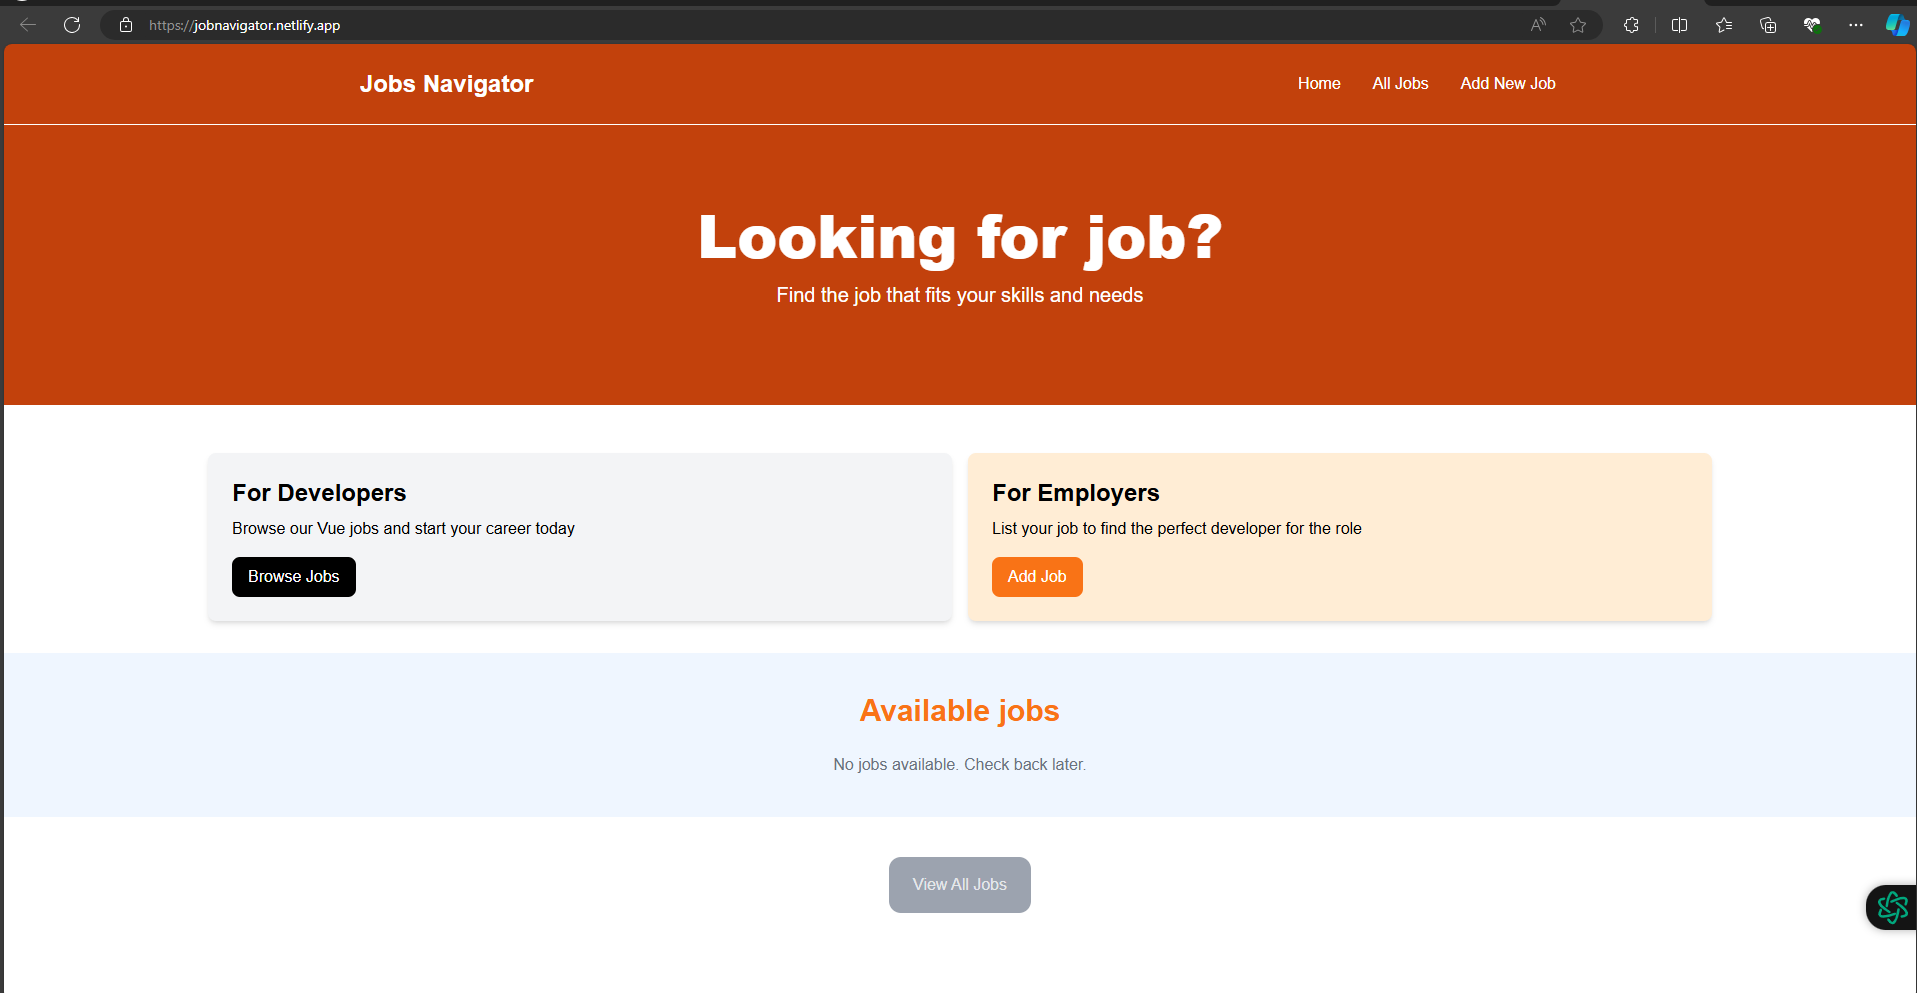 https://jobnavigator.netlify.app
Jobs Navigator
Home
All Jobs
Add New Job
Looking for job?
Find the job that fits your skills and needs
For Developers
Browse our Vue jobs and start your career today
Browse Jobs
For Employers
List your job to find the perfect developer for the role
Add Job
Available jobs
No jobs available. Check back later.
View All Jobs